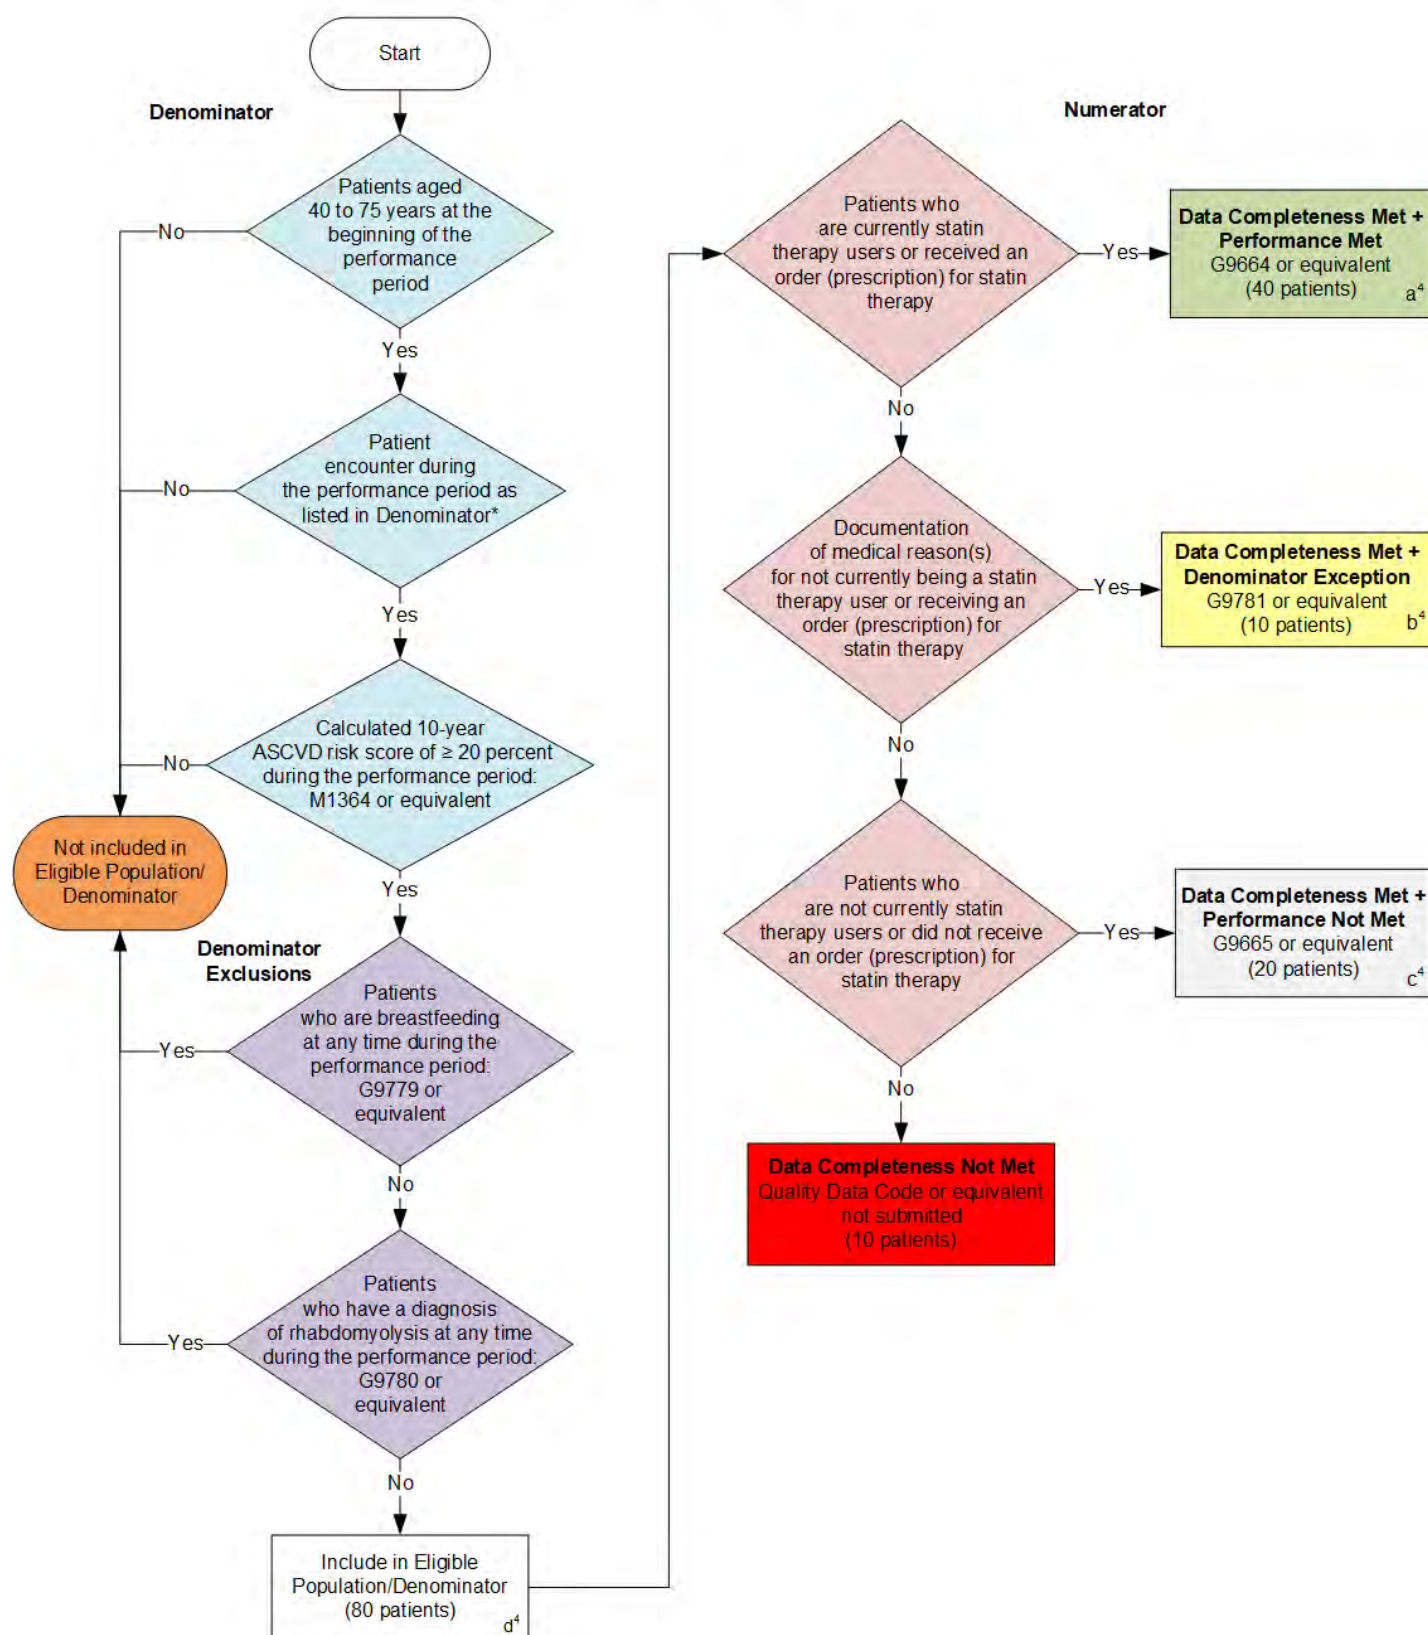 Start
Denominator
Patients aged
40 to 75 years at the
beginning of the
performance
period
No
Yes
Patient
encounter during
the performance period as
listed in Denominator*
No
Yes
Calculated 10-year
ASCVD risk score of ≥ 20 percent
during the performance period:
M1364 or equivalent
No
Yes
Not included in
Eligible Population/
Denominator
Denominator
Exclusions
Patients
who are breastfeeding
at any time during the
performance period:
G9779 or
equivalent
Yes
No
Patients
who have a diagnosis
of rhabdomyolysis at any time
during the performance period:
G9780 or
equivalent
Yes
No
Include in Eligible
Population/Denominator
(80 patients)
d⁴
Numerator
Patients who
are currently statin
therapy users or received an
order (prescription) for statin
therapy
Yes
Data Completeness Met +
Performance Met
G9664 or equivalent
(40 patients)
a⁴
No
Documentation
of medical reason(s)
for not currently being a statin
therapy user or receiving an
order (prescription) for
statin therapy
Yes
Data Completeness Met +
Denominator Exception
G9781 or equivalent
(10 patients)
b⁴
No
Patients who
are not currently statin
therapy users or did not receive
an order (prescription) for
statin therapy
Yes
Data Completeness Met +
Performance Not Met
G9665 or equivalent
(20 patients)
c⁴
No
Data Completeness Not Met
Quality Data Code or equivalent
not submitted
(10 patients)